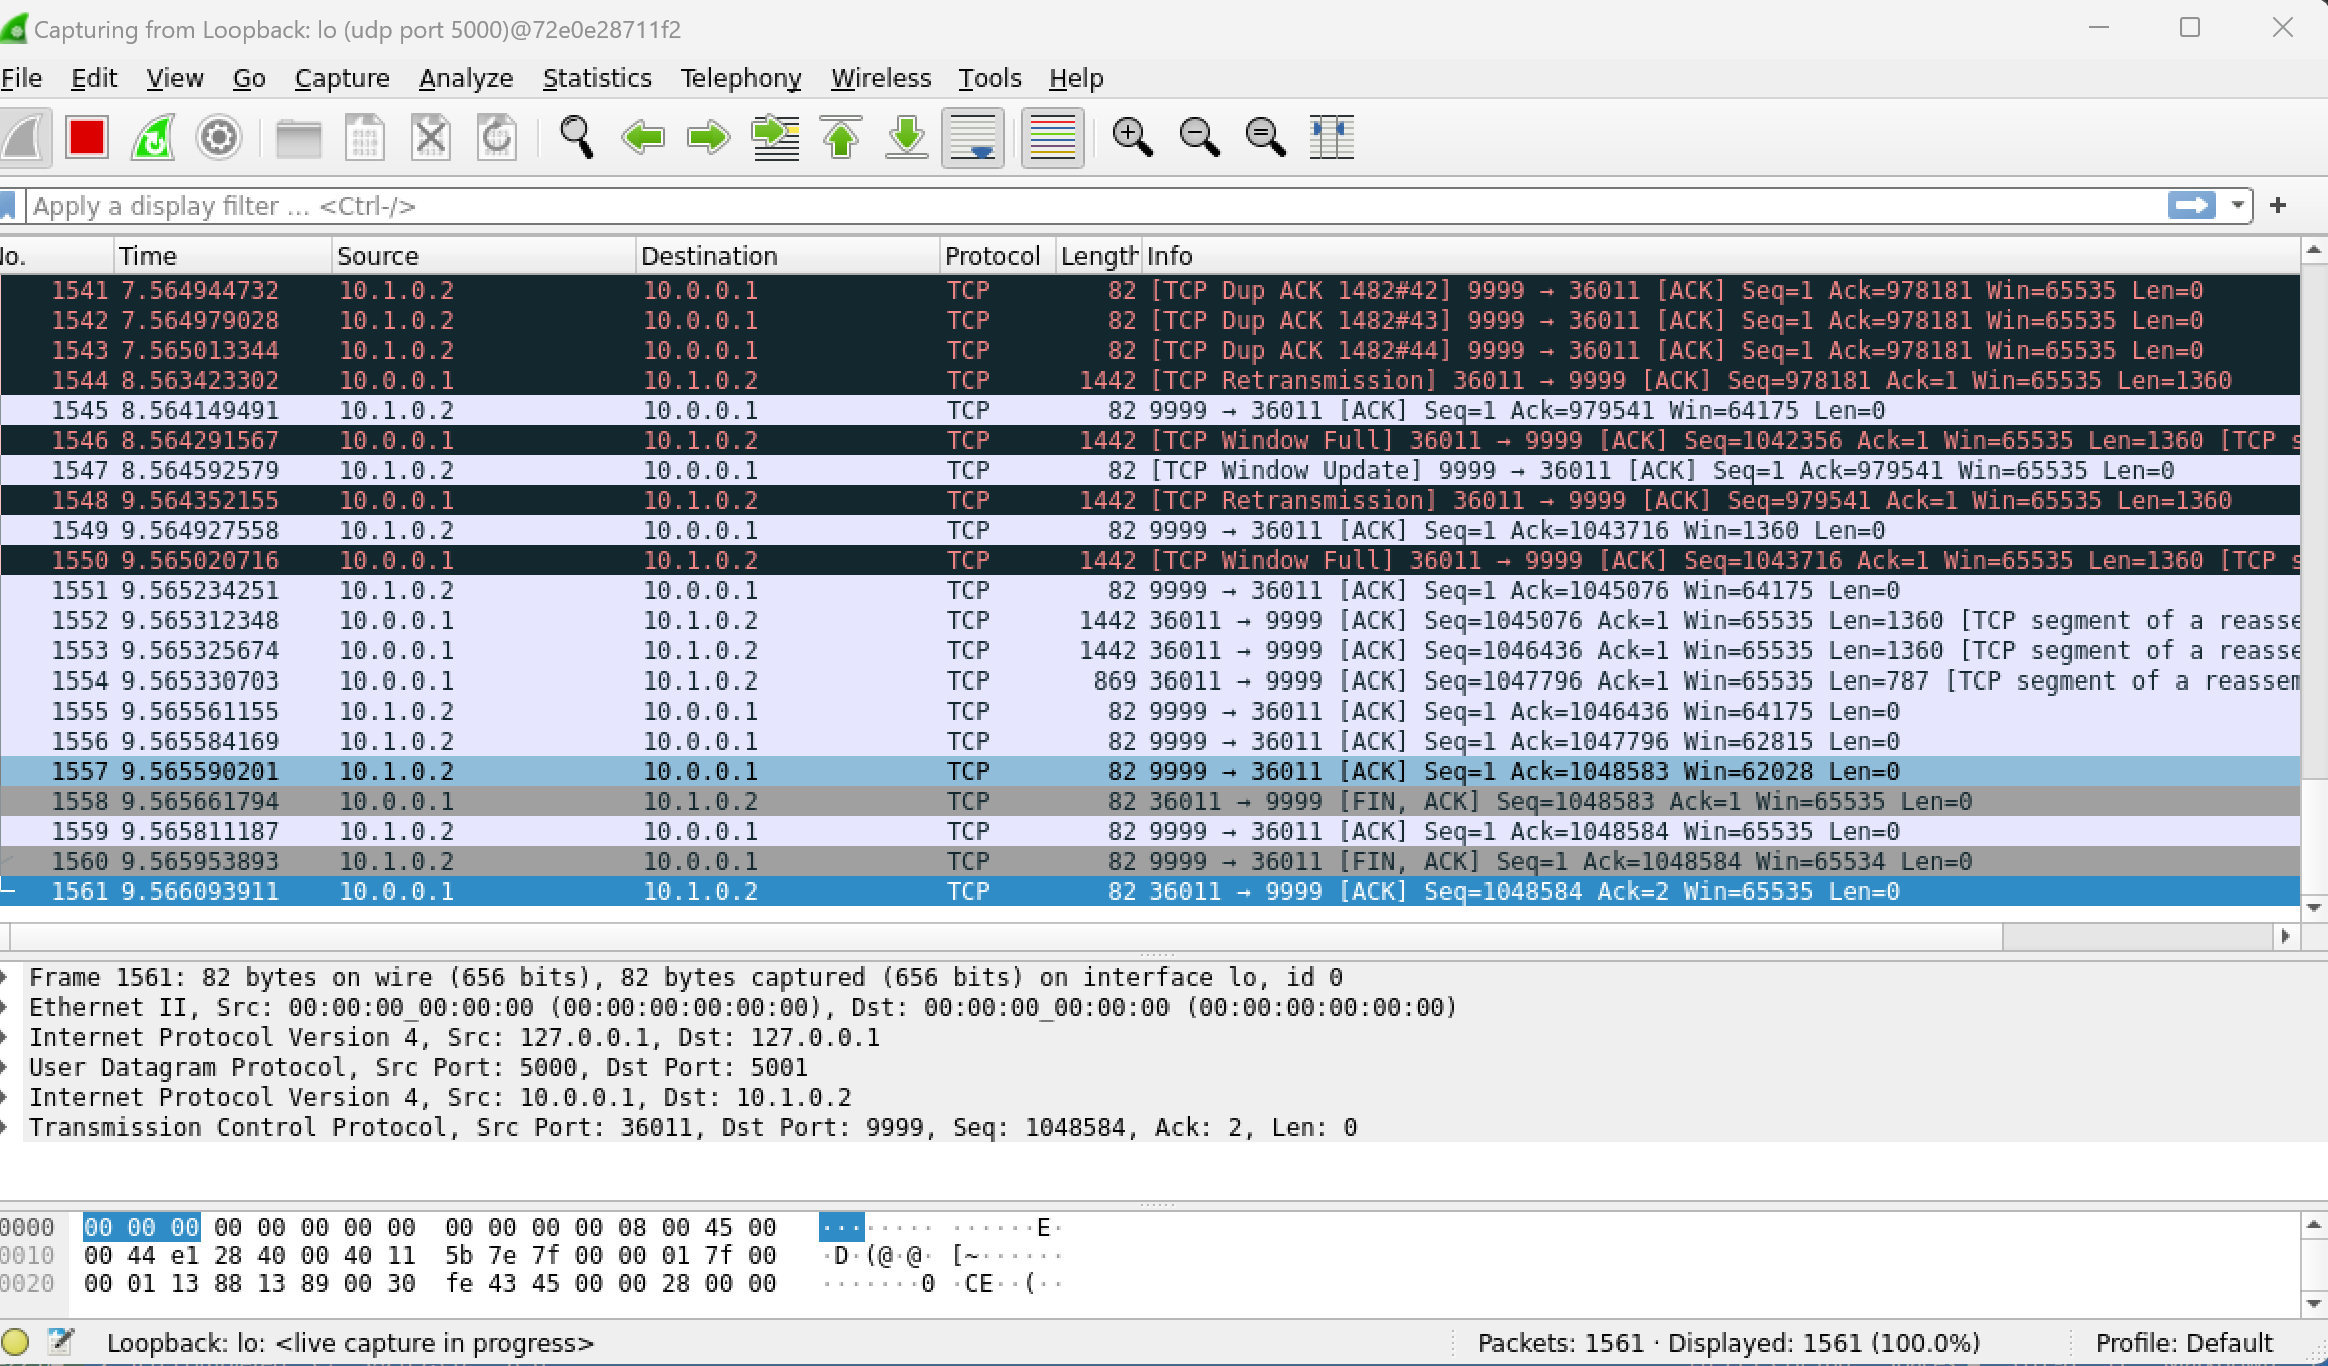 Capturing from Loopback: lo (udp port 5000)@72e0e28711f2
File Edit View Go Capture Analyze Statistics Telephony Wireless Tools Help
Apply a display filter ... <Ctrl-/> +
No. Time Source Destination Protocol Length Info
1541 7.564944732 10.1.0.2 10.0.0.1 TCP 82 [TCP Dup ACK 1482#42] 9999 → 36011 [ACK] Seq=1 Ack=978181 Win=65535 Len=0
1542 7.564979028 10.1.0.2 10.0.0.1 TCP 82 [TCP Dup ACK 1482#43] 9999 → 36011 [ACK] Seq=1 Ack=978181 Win=65535 Len=0
1543 7.565013344 10.1.0.2 10.0.0.1 TCP 82 [TCP Dup ACK 1482#44] 9999 → 36011 [ACK] Seq=1 Ack=978181 Win=65535 Len=0
1544 8.563423302 10.0.0.1 10.1.0.2 TCP 1442 [TCP Retransmission] 36011 → 9999 [ACK] Seq=978181 Ack=1 Win=65535 Len=1360
1545 8.564149491 10.1.0.2 10.0.0.1 TCP 82 9999 → 36011 [ACK] Seq=1 Ack=979541 Win=64175 Len=0
1546 8.564291567 10.0.0.1 10.1.0.2 TCP 1442 [TCP Window Full] 36011 → 9999 [ACK] Seq=1042356 Ack=1 Win=65535 Len=1360 [TCP s
1547 8.564592579 10.1.0.2 10.0.0.1 TCP 82 [TCP Window Update] 9999 → 36011 [ACK] Seq=1 Ack=979541 Win=65535 Len=0
1548 9.564352155 10.0.0.1 10.1.0.2 TCP 1442 [TCP Retransmission] 36011 → 9999 [ACK] Seq=979541 Ack=1 Win=65535 Len=1360
1549 9.564927558 10.1.0.2 10.0.0.1 TCP 82 9999 → 36011 [ACK] Seq=1 Ack=1043716 Win=1360 Len=0
1550 9.565020716 10.0.0.1 10.1.0.2 TCP 1442 [TCP Window Full] 36011 → 9999 [ACK] Seq=1043716 Ack=1 Win=65535 Len=1360 [TCP s
1551 9.565234251 10.1.0.2 10.0.0.1 TCP 82 9999 → 36011 [ACK] Seq=1 Ack=1045076 Win=64175 Len=0
1552 9.565312348 10.0.0.1 10.1.0.2 TCP 1442 36011 → 9999 [ACK] Seq=1045076 Ack=1 Win=65535 Len=1360 [TCP segment of a reasse
1553 9.565325674 10.0.0.1 10.1.0.2 TCP 1442 36011 → 9999 [ACK] Seq=1046436 Ack=1 Win=65535 Len=1360 [TCP segment of a reasse
1554 9.565330703 10.0.0.1 10.1.0.2 TCP 869 36011 → 9999 [ACK] Seq=1047796 Ack=1 Win=65535 Len=787 [TCP segment of a reassem
1555 9.565561155 10.1.0.2 10.0.0.1 TCP 82 9999 → 36011 [ACK] Seq=1 Ack=1046436 Win=64175 Len=0
1556 9.565584169 10.1.0.2 10.0.0.1 TCP 82 9999 → 36011 [ACK] Seq=1 Ack=1047796 Win=62815 Len=0
1557 9.565590201 10.1.0.2 10.0.0.1 TCP 82 9999 → 36011 [ACK] Seq=1 Ack=1048583 Win=62028 Len=0
1558 9.565661794 10.0.0.1 10.1.0.2 TCP 82 36011 → 9999 [FIN, ACK] Seq=1048583 Ack=1 Win=65535 Len=0
1559 9.565811187 10.1.0.2 10.0.0.1 TCP 82 9999 → 36011 [ACK] Seq=1 Ack=1048584 Win=65535 Len=0
1560 9.565953893 10.1.0.2 10.0.0.1 TCP 82 9999 → 36011 [FIN, ACK] Seq=1 Ack=1048584 Win=65534 Len=0
1561 9.566093911 10.0.0.1 10.1.0.2 TCP 82 36011 → 9999 [ACK] Seq=1048584 Ack=2 Win=65535 Len=0
Frame 1561: 82 bytes on wire (656 bits), 82 bytes captured (656 bits) on interface lo, id 0
Ethernet II, Src: 00:00:00_00:00:00 (00:00:00:00:00:00), Dst: 00:00:00_00:00:00 (00:00:00:00:00:00)
Internet Protocol Version 4, Src: 127.0.0.1, Dst: 127.0.0.1
User Datagram Protocol, Src Port: 5000, Dst Port: 5001
Internet Protocol Version 4, Src: 10.0.0.1, Dst: 10.1.0.2
Transmission Control Protocol, Src Port: 36011, Dst Port: 9999, Seq: 1048584, Ack: 2, Len: 0
0000 00 00 00 00 00 00 00 00 00 00 00 00 08 00 45 00 ········ ······E·
0010 00 44 e1 28 40 00 40 11 5b 7e 7f 00 00 01 7f 00 ·D·(@·@· [~······
0020 00 01 13 88 13 89 00 30 fe 43 45 00 00 28 00 00 ·······0 ·CE··(··
Loopback: lo: <live capture in progress> Packets: 1561 · Displayed: 1561 (100.0%) Profile: Default